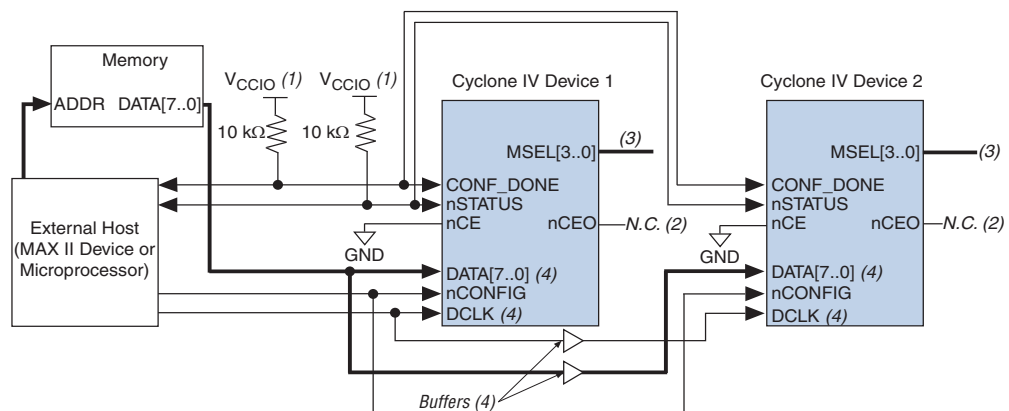 Memory
ADDR DATA[7..0]
VCCIO (1)
VCCIO (1)
10 kΩ
10 kΩ
External Host
(MAX II Device or
Microprocessor)
GND
Cyclone IV Device 1
MSEL[3..0]
(3)
CONF_DONE
nSTATUS
nCE
nCEO
N.C. (2)
DATA[7..0] (4)
nCONFIG
DCLK (4)
Buffers (4)
GND
Cyclone IV Device 2
MSEL[3..0]
(3)
CONF_DONE
nSTATUS
nCE
nCEO
N.C. (2)
DATA[7..0] (4)
nCONFIG
DCLK (4)